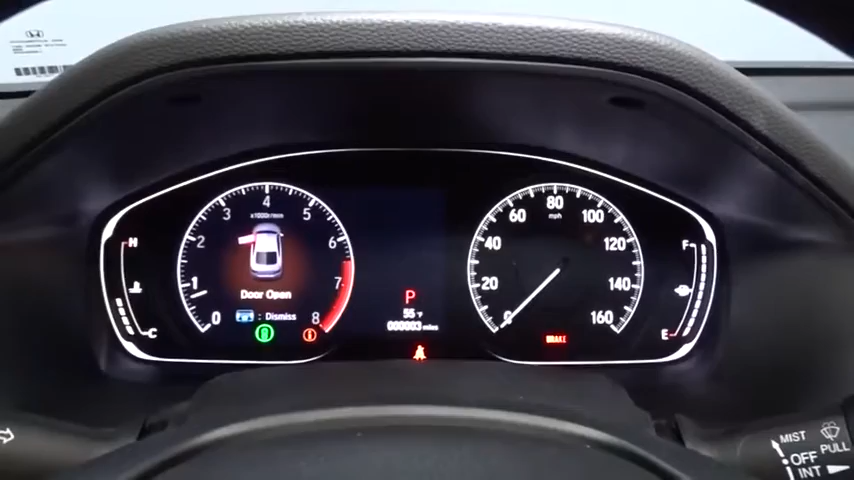 4
3 5
x1000r/min
2 6
1 7
0 8
H
C
Door Open
: Dismiss
P
55°F
000003 miles
80
60 100
mph
40 120
20 140
0 160
BRAKE
F
E
MIST
OFF
INT
PULL